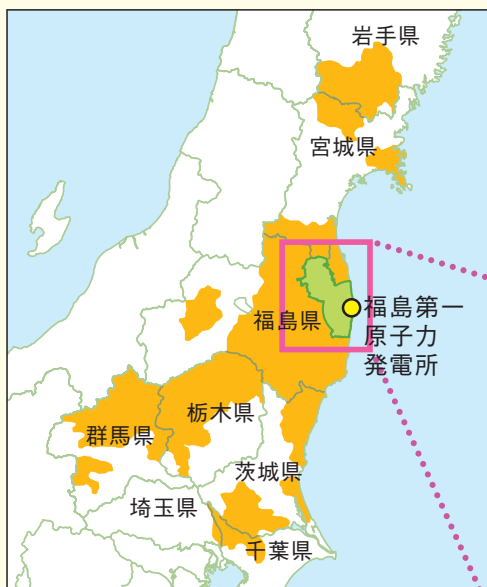 岩手県
宮城県
福島県
福島第一
原子力
発電所
栃木県
群馬県
茨城県
埼玉県
千葉県